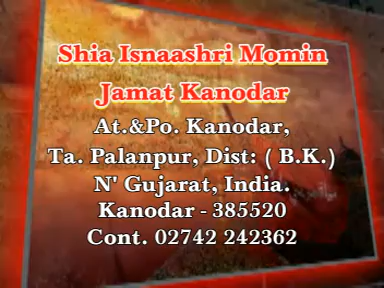 Shia Isnaashri Momin
Jamat Kanodar
At.&Po. Kanodar,
Ta. Palanpur, Dist: ( B.K.)
N' Gujarat, India.
Kanodar - 385520
Cont. 02742 242362